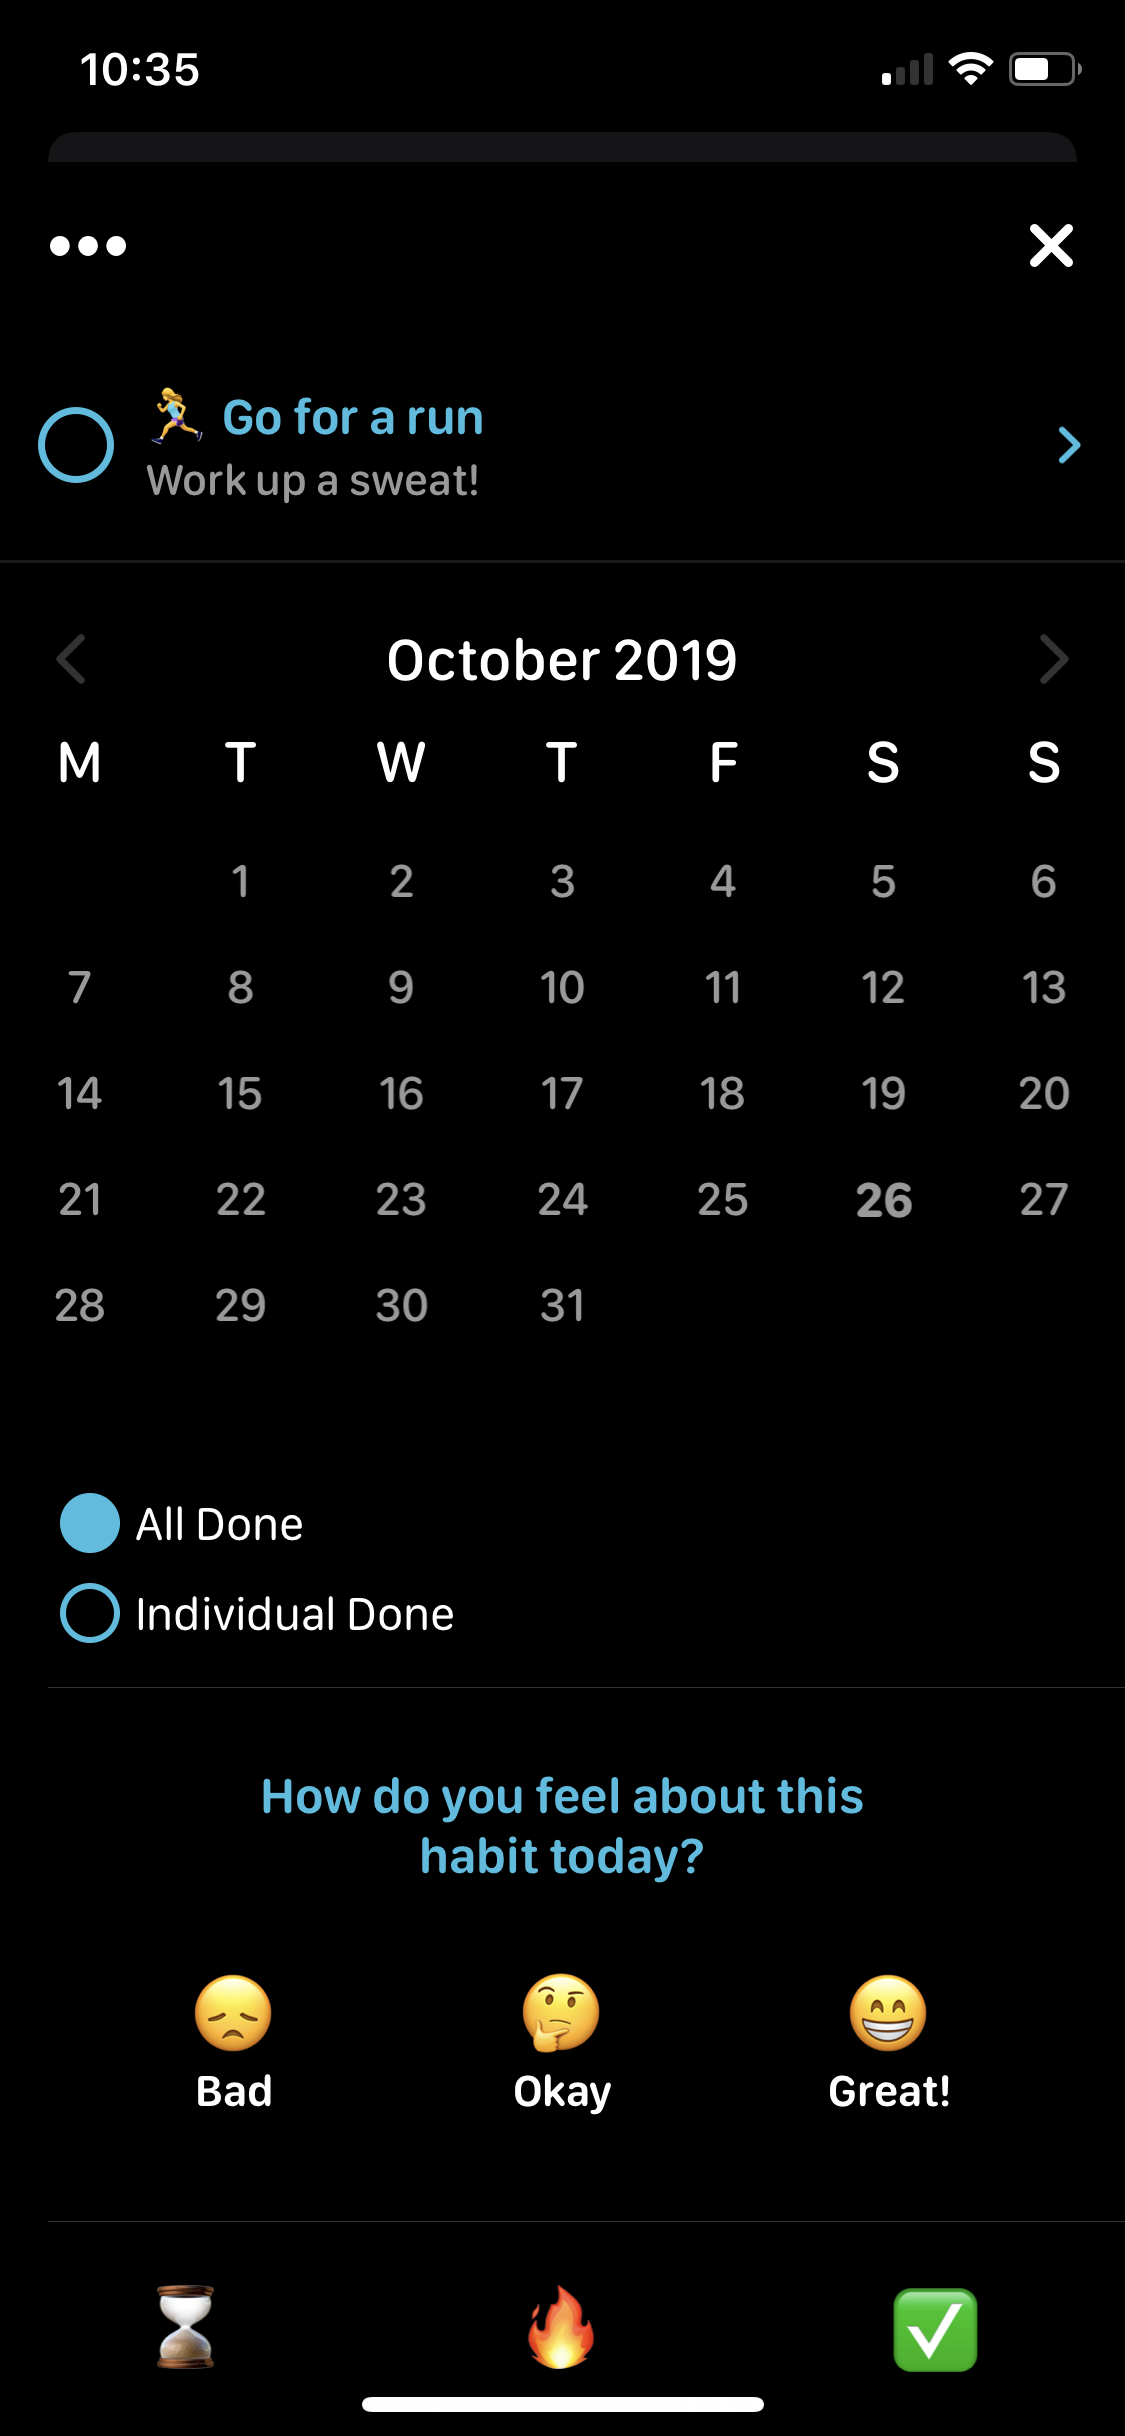 10:35
Go for a run
Work up a sweat!
October 2019
M T W T F S S
1 2 3 4 5 6
7 8 9 10 11 12 13
14 15 16 17 18 19 20
21 22 23 24 25 26 27
28 29 30 31
All Done
Individual Done
How do you feel about this
habit today?
Bad Okay Great!